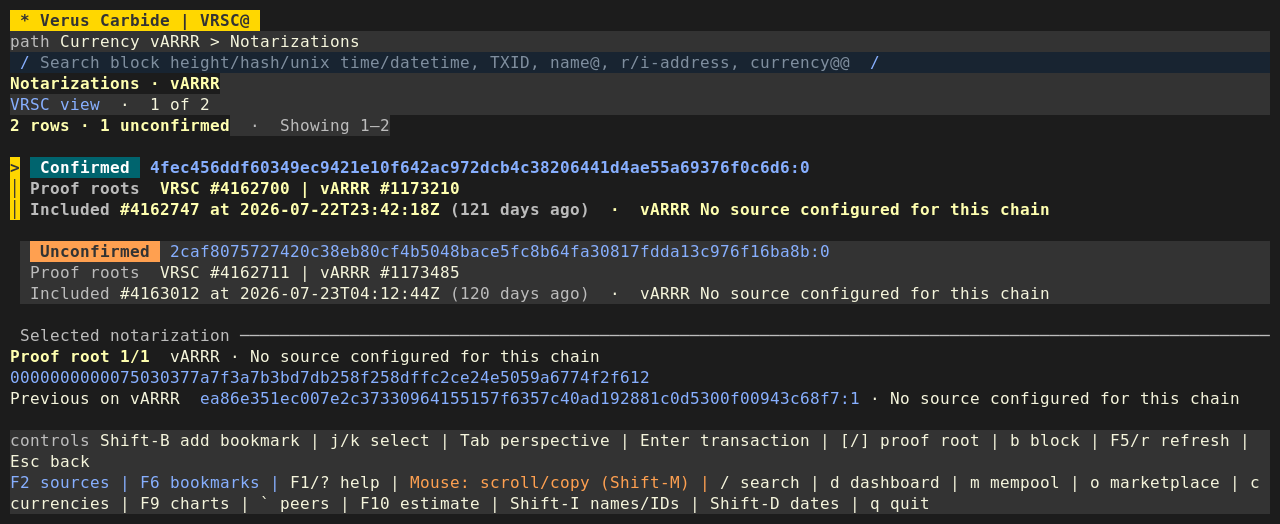 * Verus Carbide | VRSC@
path Currency vARRR > Notarizations
/ Search block height/hash/unix time/datetime, TXID, name@, r/i-address, currency@@ /
Notarizations · vARRR
VRSC view · 1 of 2
2 rows · 1 unconfirmed · Showing 1–2
> Confirmed 4fec456ddf60349ec9421e10f642ac972dcb4c38206441d4ae55a69376f0c6d6:0
│ Proof roots VRSC #4162700 | vARRR #1173210
│ Included #4162747 at 2026-07-22T23:42:18Z (121 days ago) · vARRR No source configured for this chain
Unconfirmed 2caf8075727420c38eb80cf4b5048bace5fc8b64fa30817fdda13c976f16ba8b:0
Proof roots VRSC #4162711 | vARRR #1173485
Included #4163012 at 2026-07-23T04:12:44Z (120 days ago) · vARRR No source configured for this chain
Selected notarization
Proof root 1/1 vARRR · No source configured for this chain
0000000000075030377a7f3a7b3bd7db258f258dffc2ce24e5059a6774f2f612
Previous on vARRR ea86e351ec007e2c37330964155157f6357c40ad192881c0d5300f00943c68f7:1 · No source configured for this chain
controls Shift-B add bookmark | j/k select | Tab perspective | Enter transaction | [/] proof root | b block | F5/r refresh |
Esc back
F2 sources | F6 bookmarks | F1/? help | Mouse: scroll/copy (Shift-M) | / search | d dashboard | m mempool | o marketplace | c
currencies | F9 charts | ` peers | F10 estimate | Shift-I names/IDs | Shift-D dates | q quit